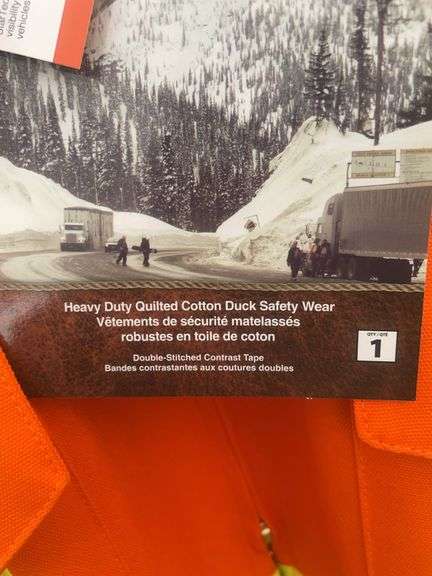 visibility
vehicles
Heavy Duty Quilted Cotton Duck Safety Wear
Vêtements de sécurité matelassés
robustes en toile de coton
Double-Stitched Contrast Tape
Bandes contrastantes aux coutures doubles
QTY / QTÉ
1